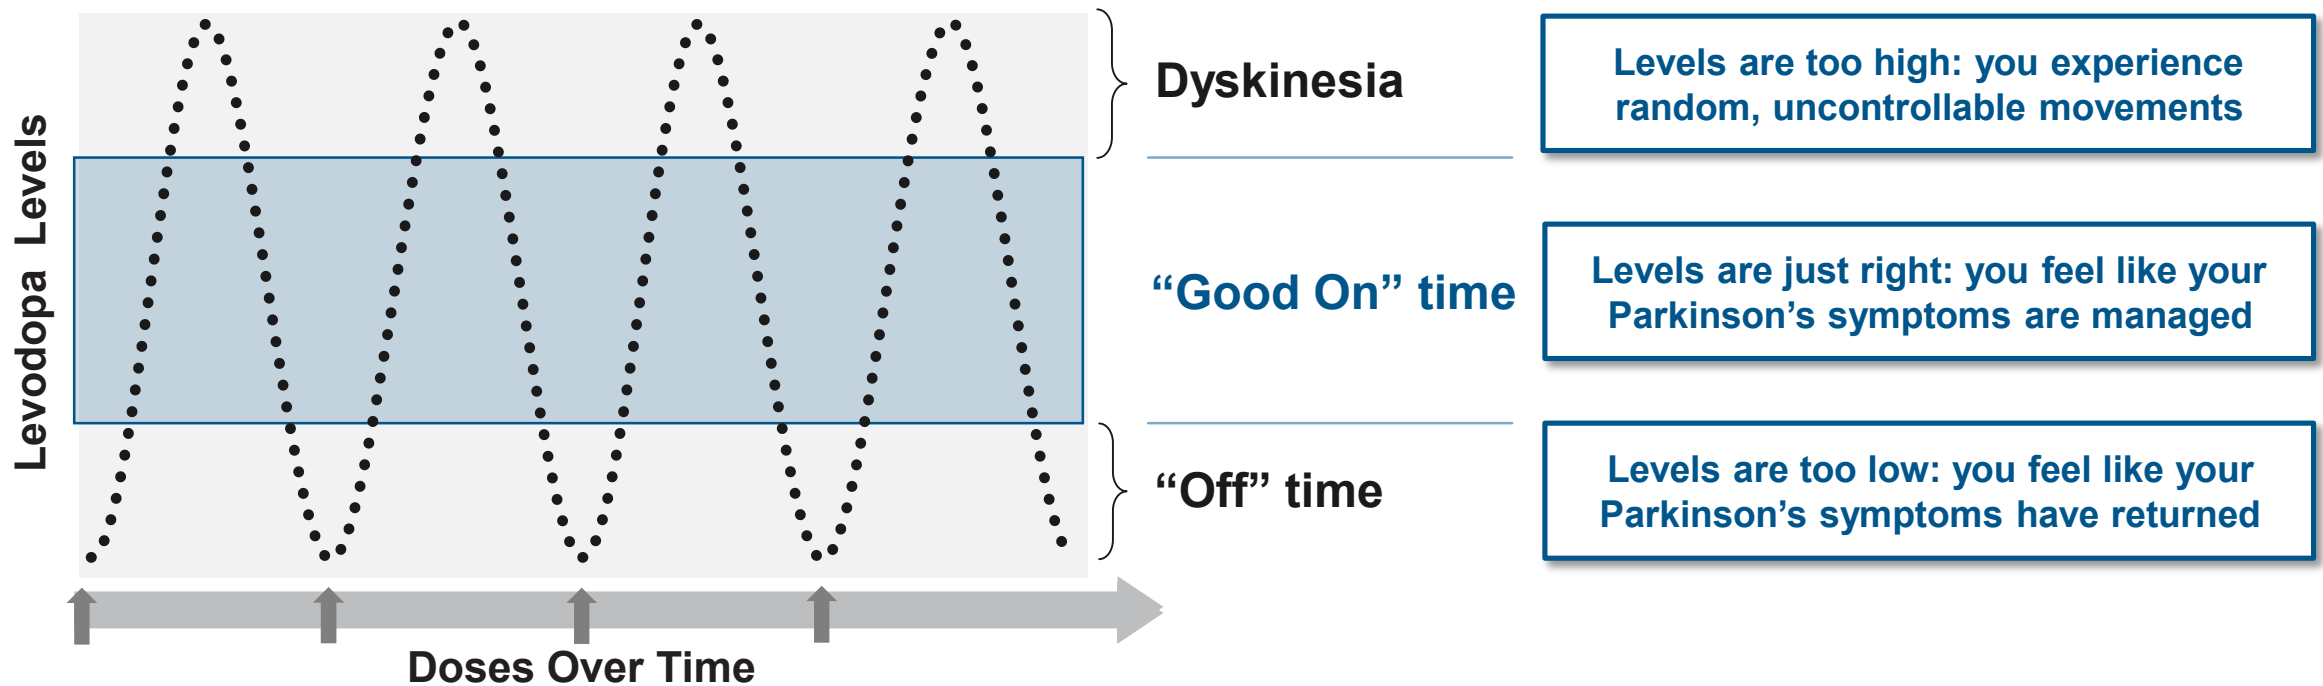 Levodopa Levels
Dyskinesia
Levels are too high: you experience
random, uncontrollable movements
“Good On” time
Levels are just right: you feel like your
Parkinson’s symptoms are managed
“Off” time
Levels are too low: you feel like your
Parkinson’s symptoms have returned
Doses Over Time